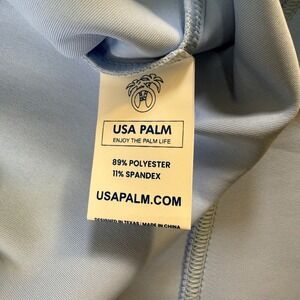 USA PALM
ENJOY THE PALM LIFE
89% POLYESTER
11% SPANDEX
USAPALM.COM
DESIGNED IN TEXAS / MADE IN CHINA